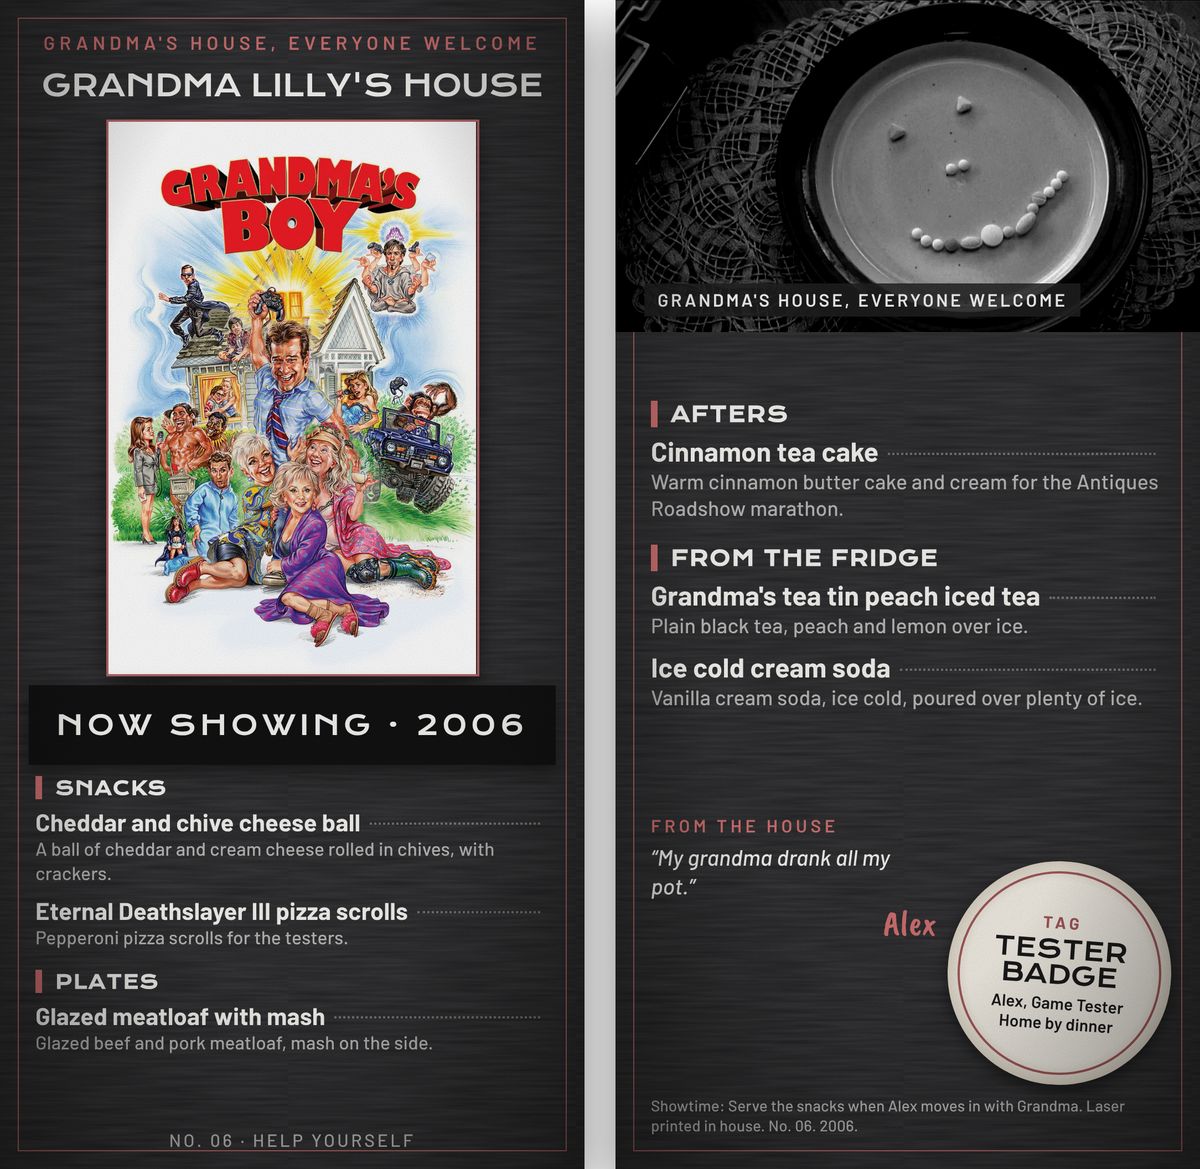 GRANDMA'S HOUSE, EVERYONE WELCOME
GRANDMA LILLY'S HOUSE
GRANDMA'S
BOY
NOW SHOWING · 2006
SNACKS
Cheddar and chive cheese ball
A ball of cheddar and cream cheese rolled in chives, with
crackers.
Eternal Deathslayer III pizza scrolls
Pepperoni pizza scrolls for the testers.
PLATES
Glazed meatloaf with mash
Glazed beef and pork meatloaf, mash on the side.
NO. 06 · HELP YOURSELF
GRANDMA'S HOUSE, EVERYONE WELCOME
AFTERS
Cinnamon tea cake
Warm cinnamon butter cake and cream for the Antiques
Roadshow marathon.
FROM THE FRIDGE
Grandma's tea tin peach iced tea
Plain black tea, peach and lemon over ice.
Ice cold cream soda
Vanilla cream soda, ice cold, poured over plenty of ice.
FROM THE HOUSE
“My grandma drank all my
pot.”
Alex
TAG
TESTER
BADGE
Alex, Game Tester
Home by dinner
Showtime: Serve the snacks when Alex moves in with Grandma. Laser
printed in house. No. 06. 2006.